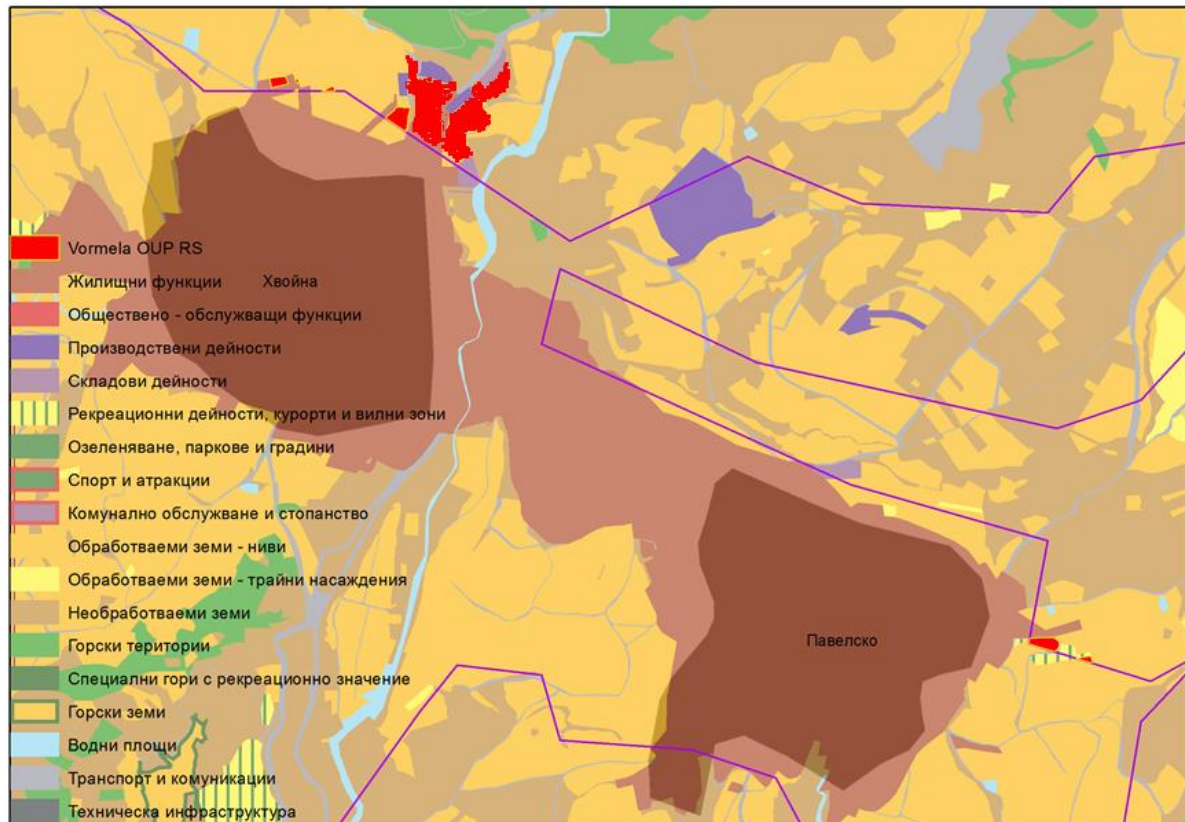 Vormela OUP RS
Жилищни функции
Хвойна
Обществено - обслужващи функции
Производствени дейности
Складови дейности
Рекреационни дейности, курорти и вилни зони
Озеленяване, паркове и градини
Спорт и атракции
Комунално обслужване и стопанство
Обработваеми земи - ниви
Обработваеми земи - трайни насаждения
Необработваеми земи
Горски територии
Павелско
Специални гори с рекреационно значение
Горски земи
Водни площи
Транспорт и комуникации
Техническа инфраструктура